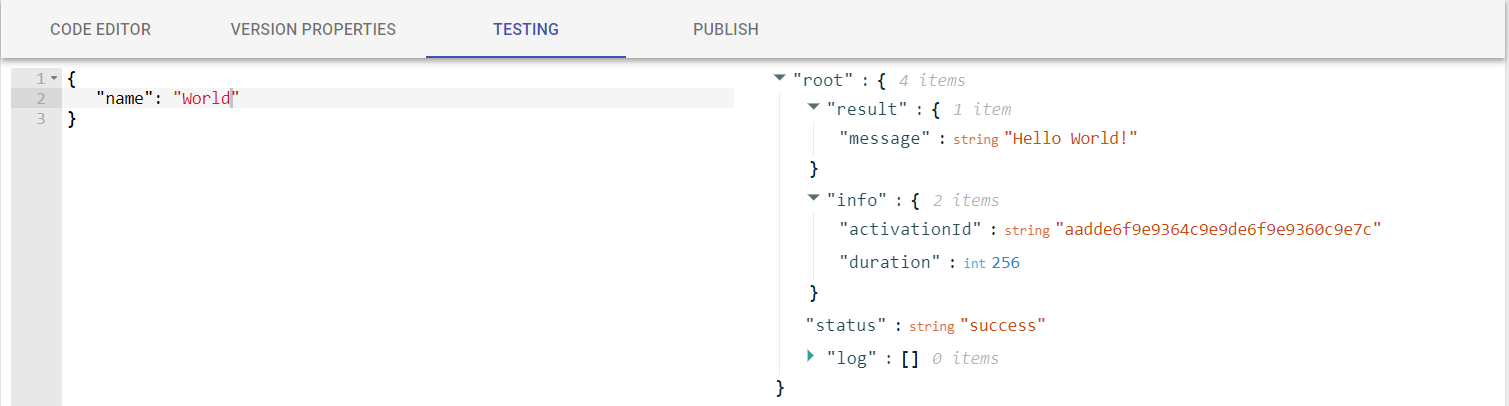 CODE EDITOR VERSION PROPERTIES TESTING PUBLISH
1 {
2 "name": "World"
3 }
"root" : { 4 items
"result" : { 1 item
"message" : string "Hello World!"
}
"info" : { 2 items
"activationId" : string "aadde6f9e9364c9e9de6f9e9360c9e7c"
"duration" : int 256
}
"status" : string "success"
"log" : [] 0 items
}